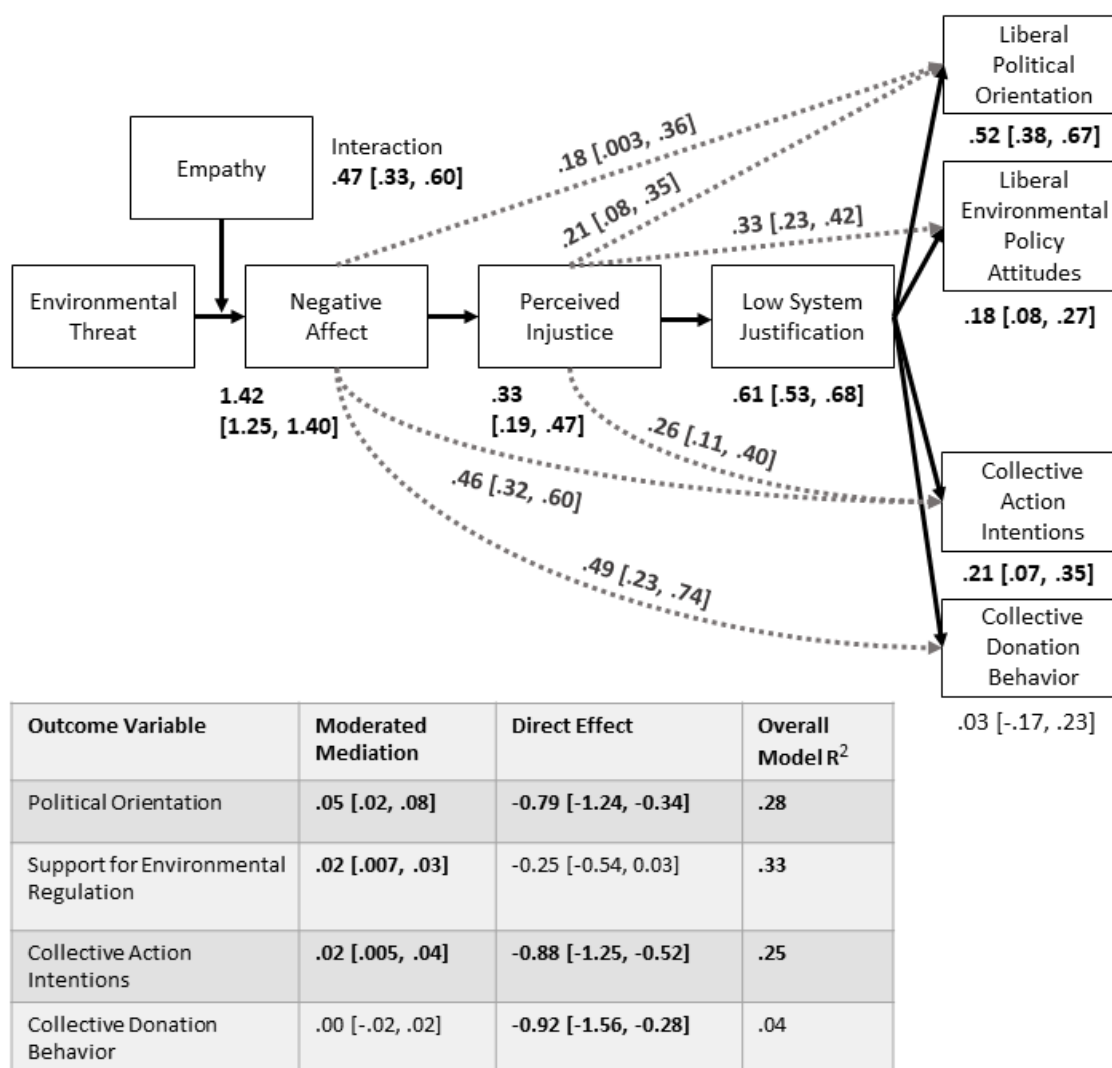 Liberal
Political
Orientation
.52 [.38, .67]
Empathy
Interaction
.47 [.33, .60]
.18 [.003, .36]
.21 [.08, .35]
.33 [.23, .42]
Liberal
Environmental
Policy
Attitudes
.18 [.08, .27]
Environmental
Threat
Negative
Affect
1.42
[1.25, 1.40]
Perceived
Injustice
.33
[.19, .47]
Low System
Justification
.61 [.53, .68]
.26 [.11, .40]
.46 [.32, .60]
.49 [.23, .74]
Collective
Action
Intentions
.21 [.07, .35]
Collective
Donation
Behavior
.03 [-.17, .23]
Outcome Variable
Moderated
Mediation
Direct Effect
Overall
Model R²
Political Orientation
.05 [.02, .08]
-0.79 [-1.24, -0.34]
.28
Support for Environmental
Regulation
.02 [.007, .03]
-0.25 [-0.54, 0.03]
.33
Collective Action
Intentions
.02 [.005, .04]
-0.88 [-1.25, -0.52]
.25
Collective Donation
Behavior
.00 [-.02, .02]
-0.92 [-1.56, -0.28]
.04